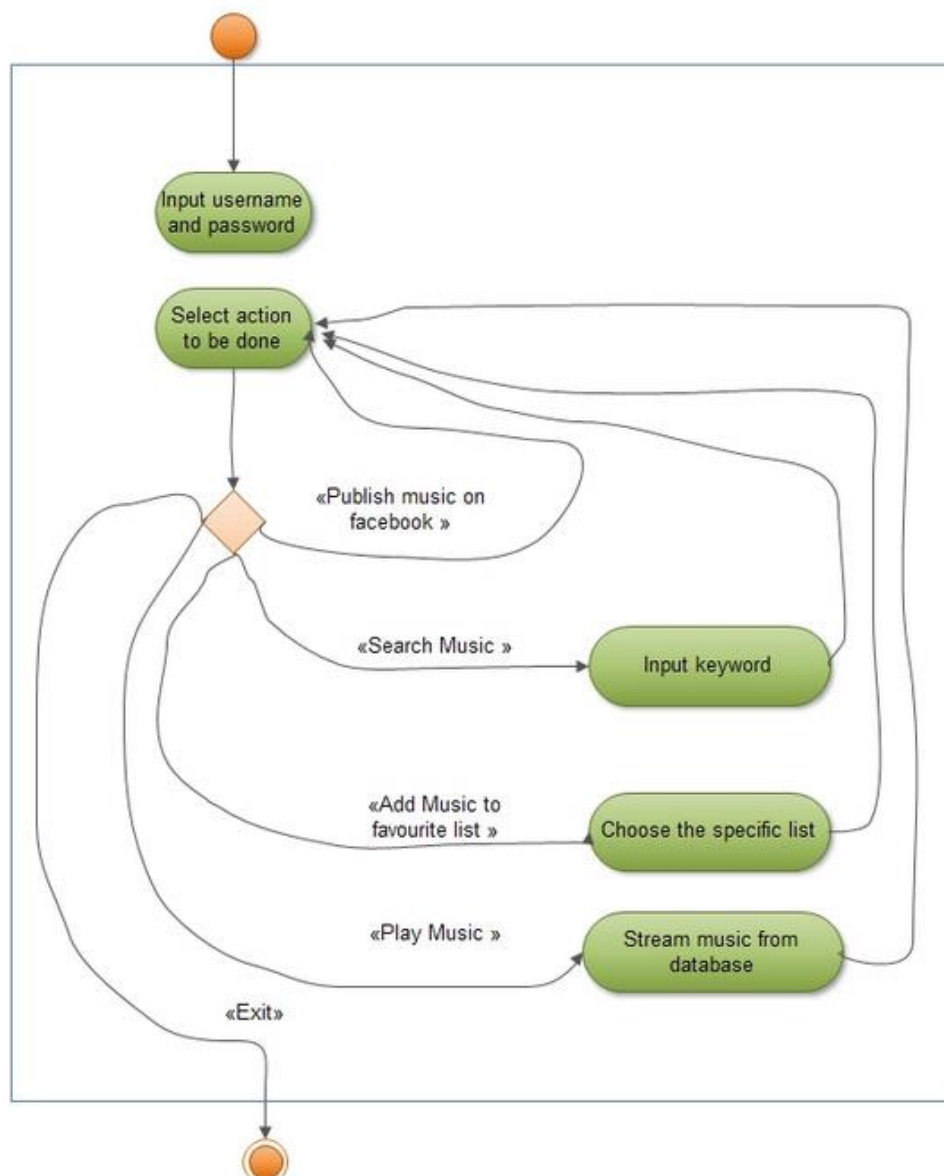 Input username
and password
Select action
to be done
«Publish music on
facebook »
«Search Music »
Input keyword
«Add Music to
favourite list »
Choose the specific list
«Play Music »
Stream music from
database
«Exit»